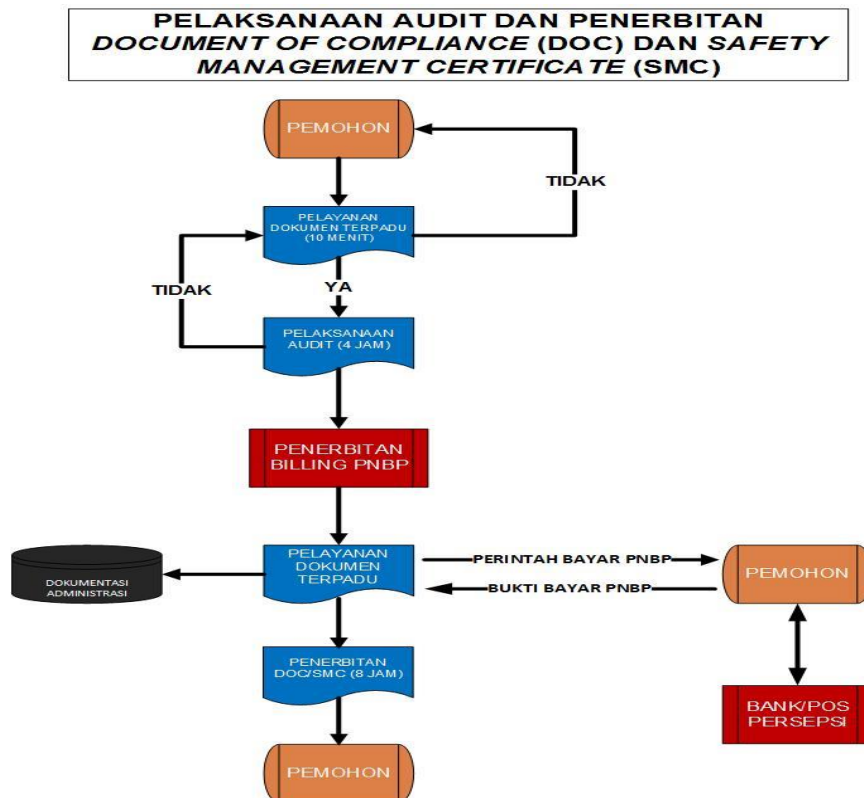 PELAKSANAAN AUDIT DAN PENERBITAN
DOCUMENT OF COMPLIANCE (DOC) DAN SAFETY
MANAGEMENT CERTIFICATE (SMC)
PEMOHON
TIDAK
PELAYANAN
DOKUMEN TERPADU
(10 MENIT)
TIDAK
YA
PELAKSANAAN
AUDIT (4 JAM)
PENERBITAN
BILLING PNBP
PELAYANAN
DOKUMEN
TERPADU
PERINTAH BAYAR PNBP
BUKTI BAYAR PNBP
PEMOHON
DOKUMENTASI
ADMINISTRASI
PENERBITAN
DOC/SMC (8 JAM)
BANK/POS
PERSEPSI
PEMOHON